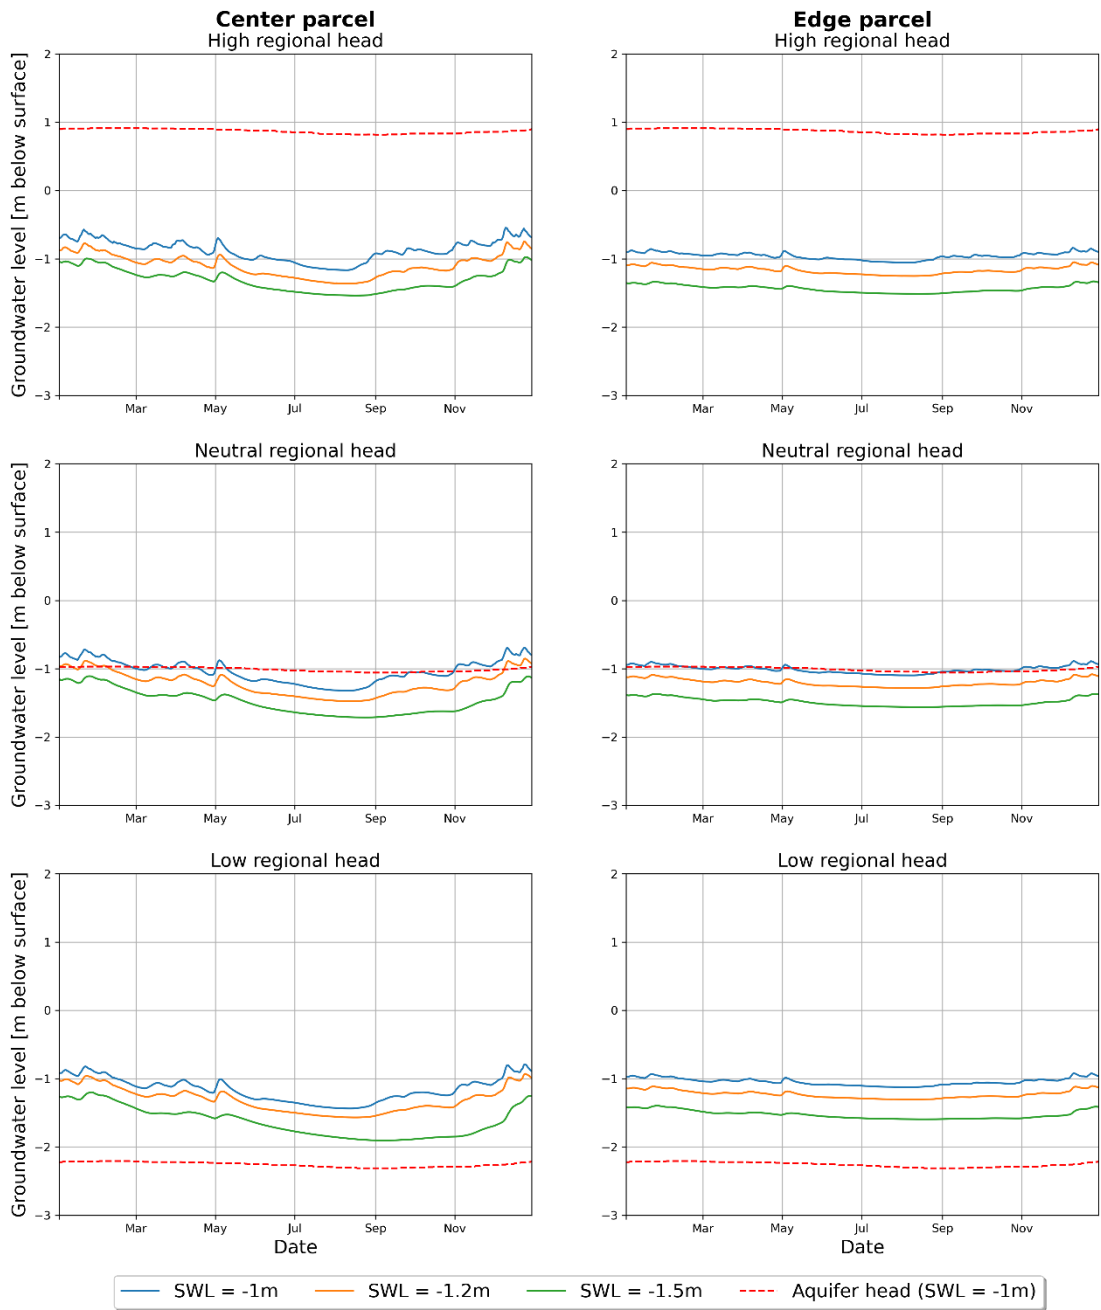 Center parcel
High regional head
Groundwater level [m below surface]
2
1
0
−1
−2
−3
Mar May Jul Sep Nov
Edge parcel
High regional head
2
1
0
−1
−2
−3
Mar May Jul Sep Nov
Neutral regional head
Groundwater level [m below surface]
2
1
0
−1
−2
−3
Mar May Jul Sep Nov
Neutral regional head
2
1
0
−1
−2
−3
Mar May Jul Sep Nov
Low regional head
Groundwater level [m below surface]
2
1
0
−1
−2
−3
Mar May Jul Sep Nov
Date
Low regional head
2
1
0
−1
−2
−3
Mar May Jul Sep Nov
Date
SWL = -1m SWL = -1.2m SWL = -1.5m Aquifer head (SWL = -1m)